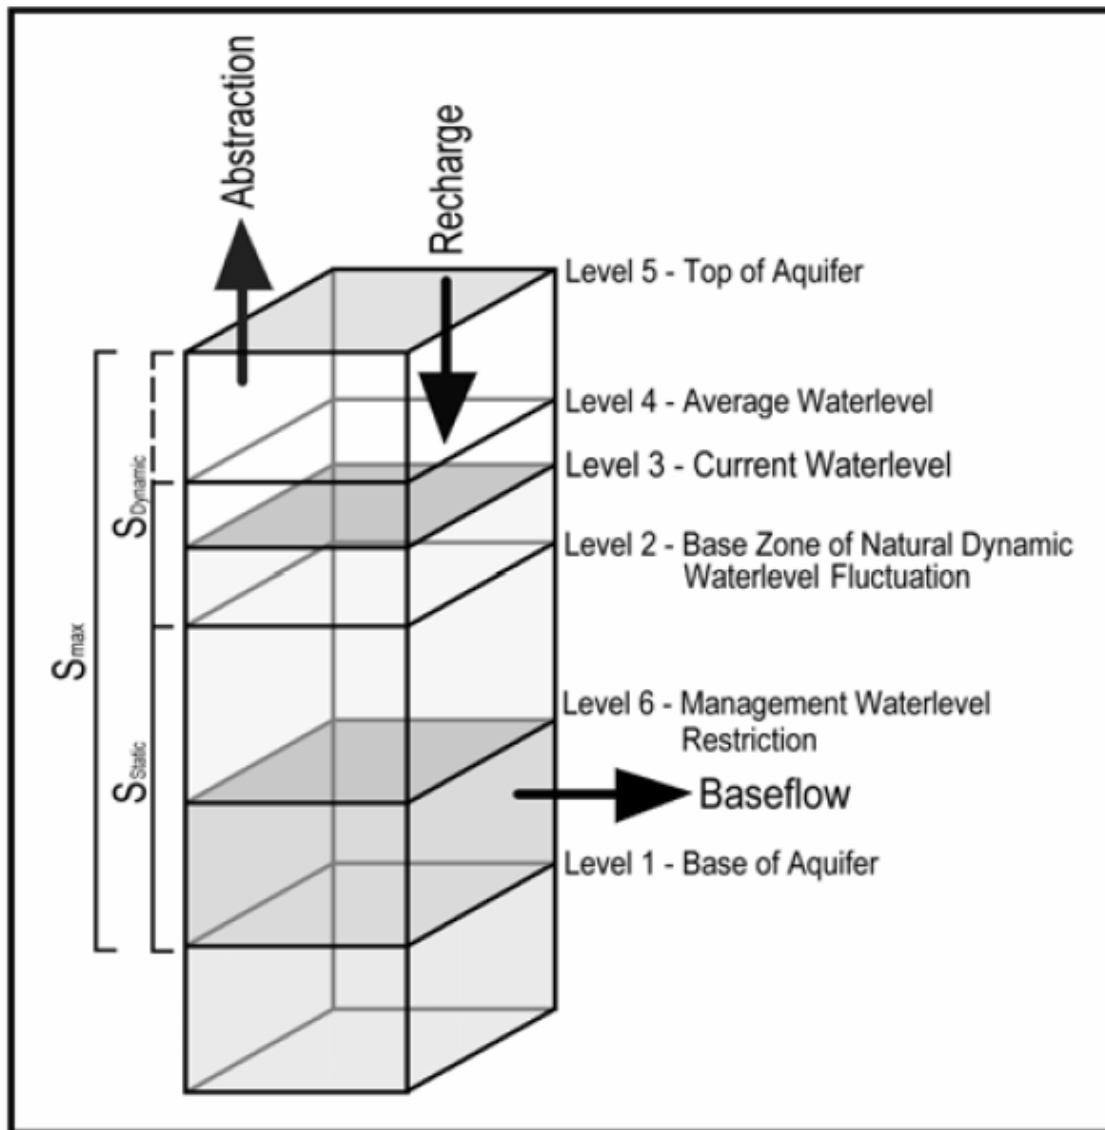 Abstraction
Recharge
Level 5 - Top of Aquifer
Level 4 - Average Waterlevel
Level 3 - Current Waterlevel
SDynamic
Level 2 - Base Zone of Natural Dynamic
Waterlevel Fluctuation
Smax
Level 6 - Management Waterlevel
Restriction
SStatic
Baseflow
Level 1 - Base of Aquifer